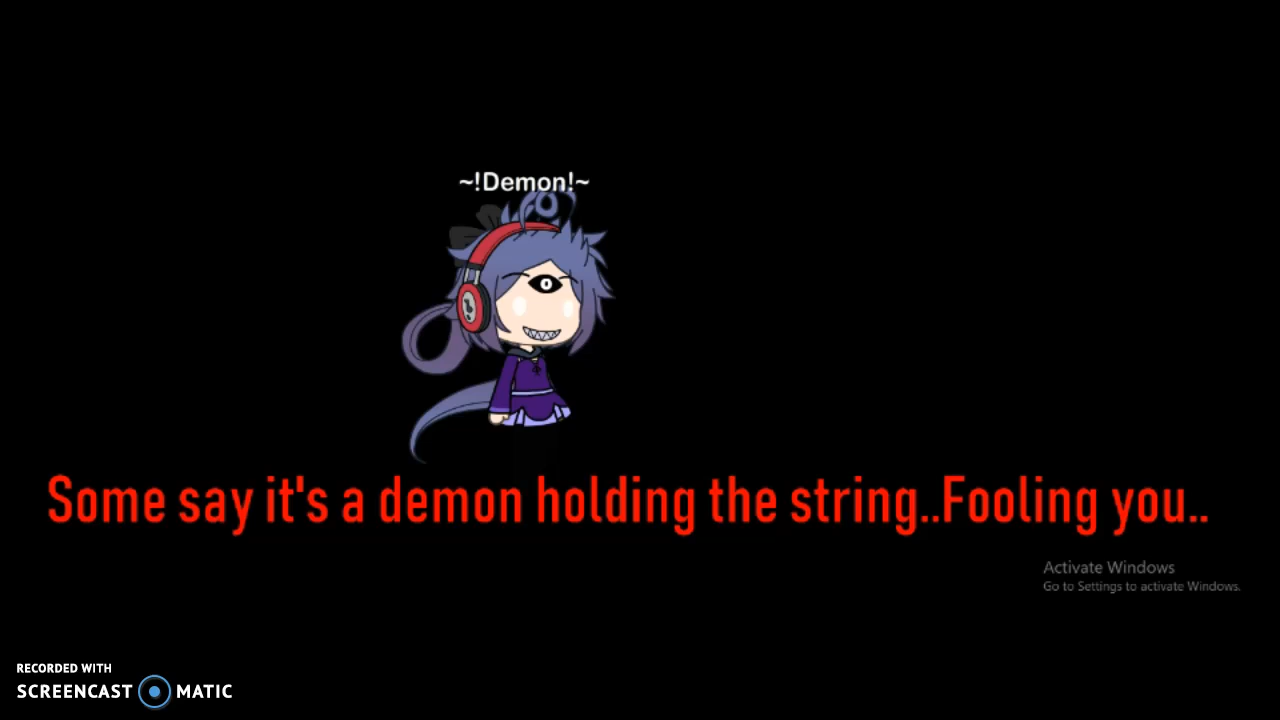 ~!Demon!~
Some say it's a demon holding the string..Fooling you..
Activate Windows
Go to Settings to activate Windows.
RECORDED WITH
SCREENCAST MATIC